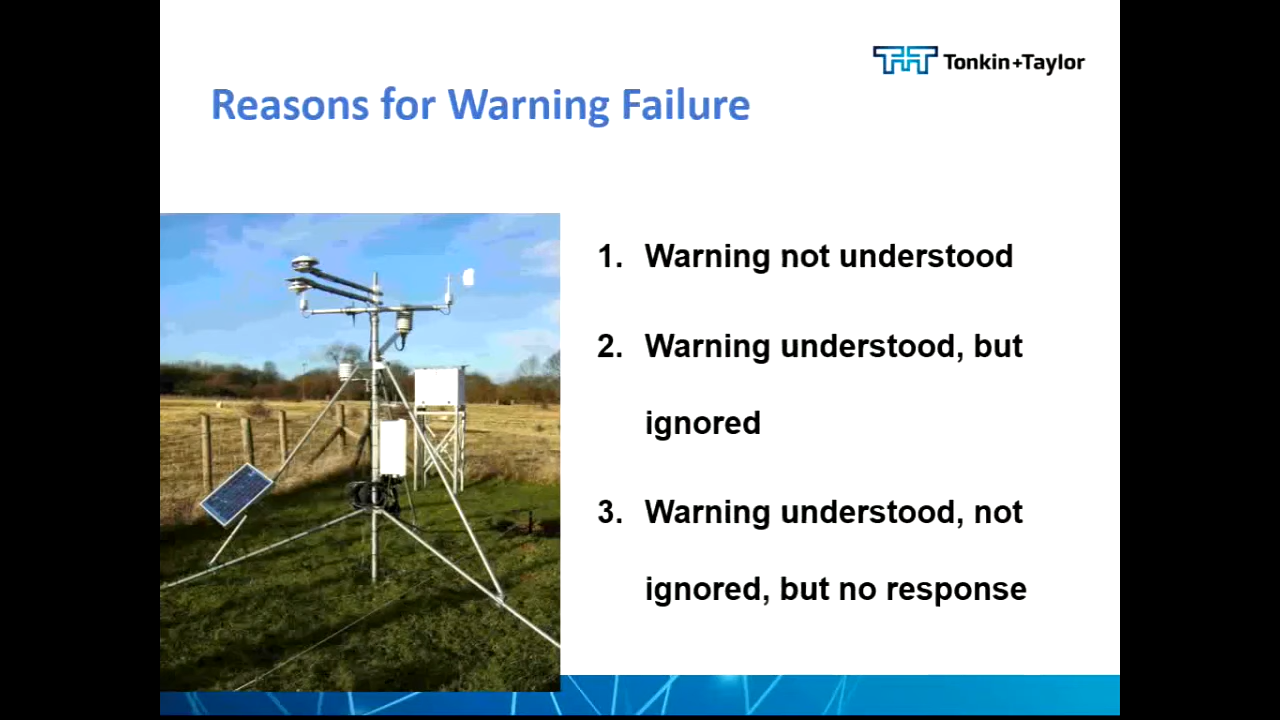 Tonkin+Taylor
Reasons for Warning Failure
1. Warning not understood
2. Warning understood, but
ignored
3. Warning understood, not
ignored, but no response